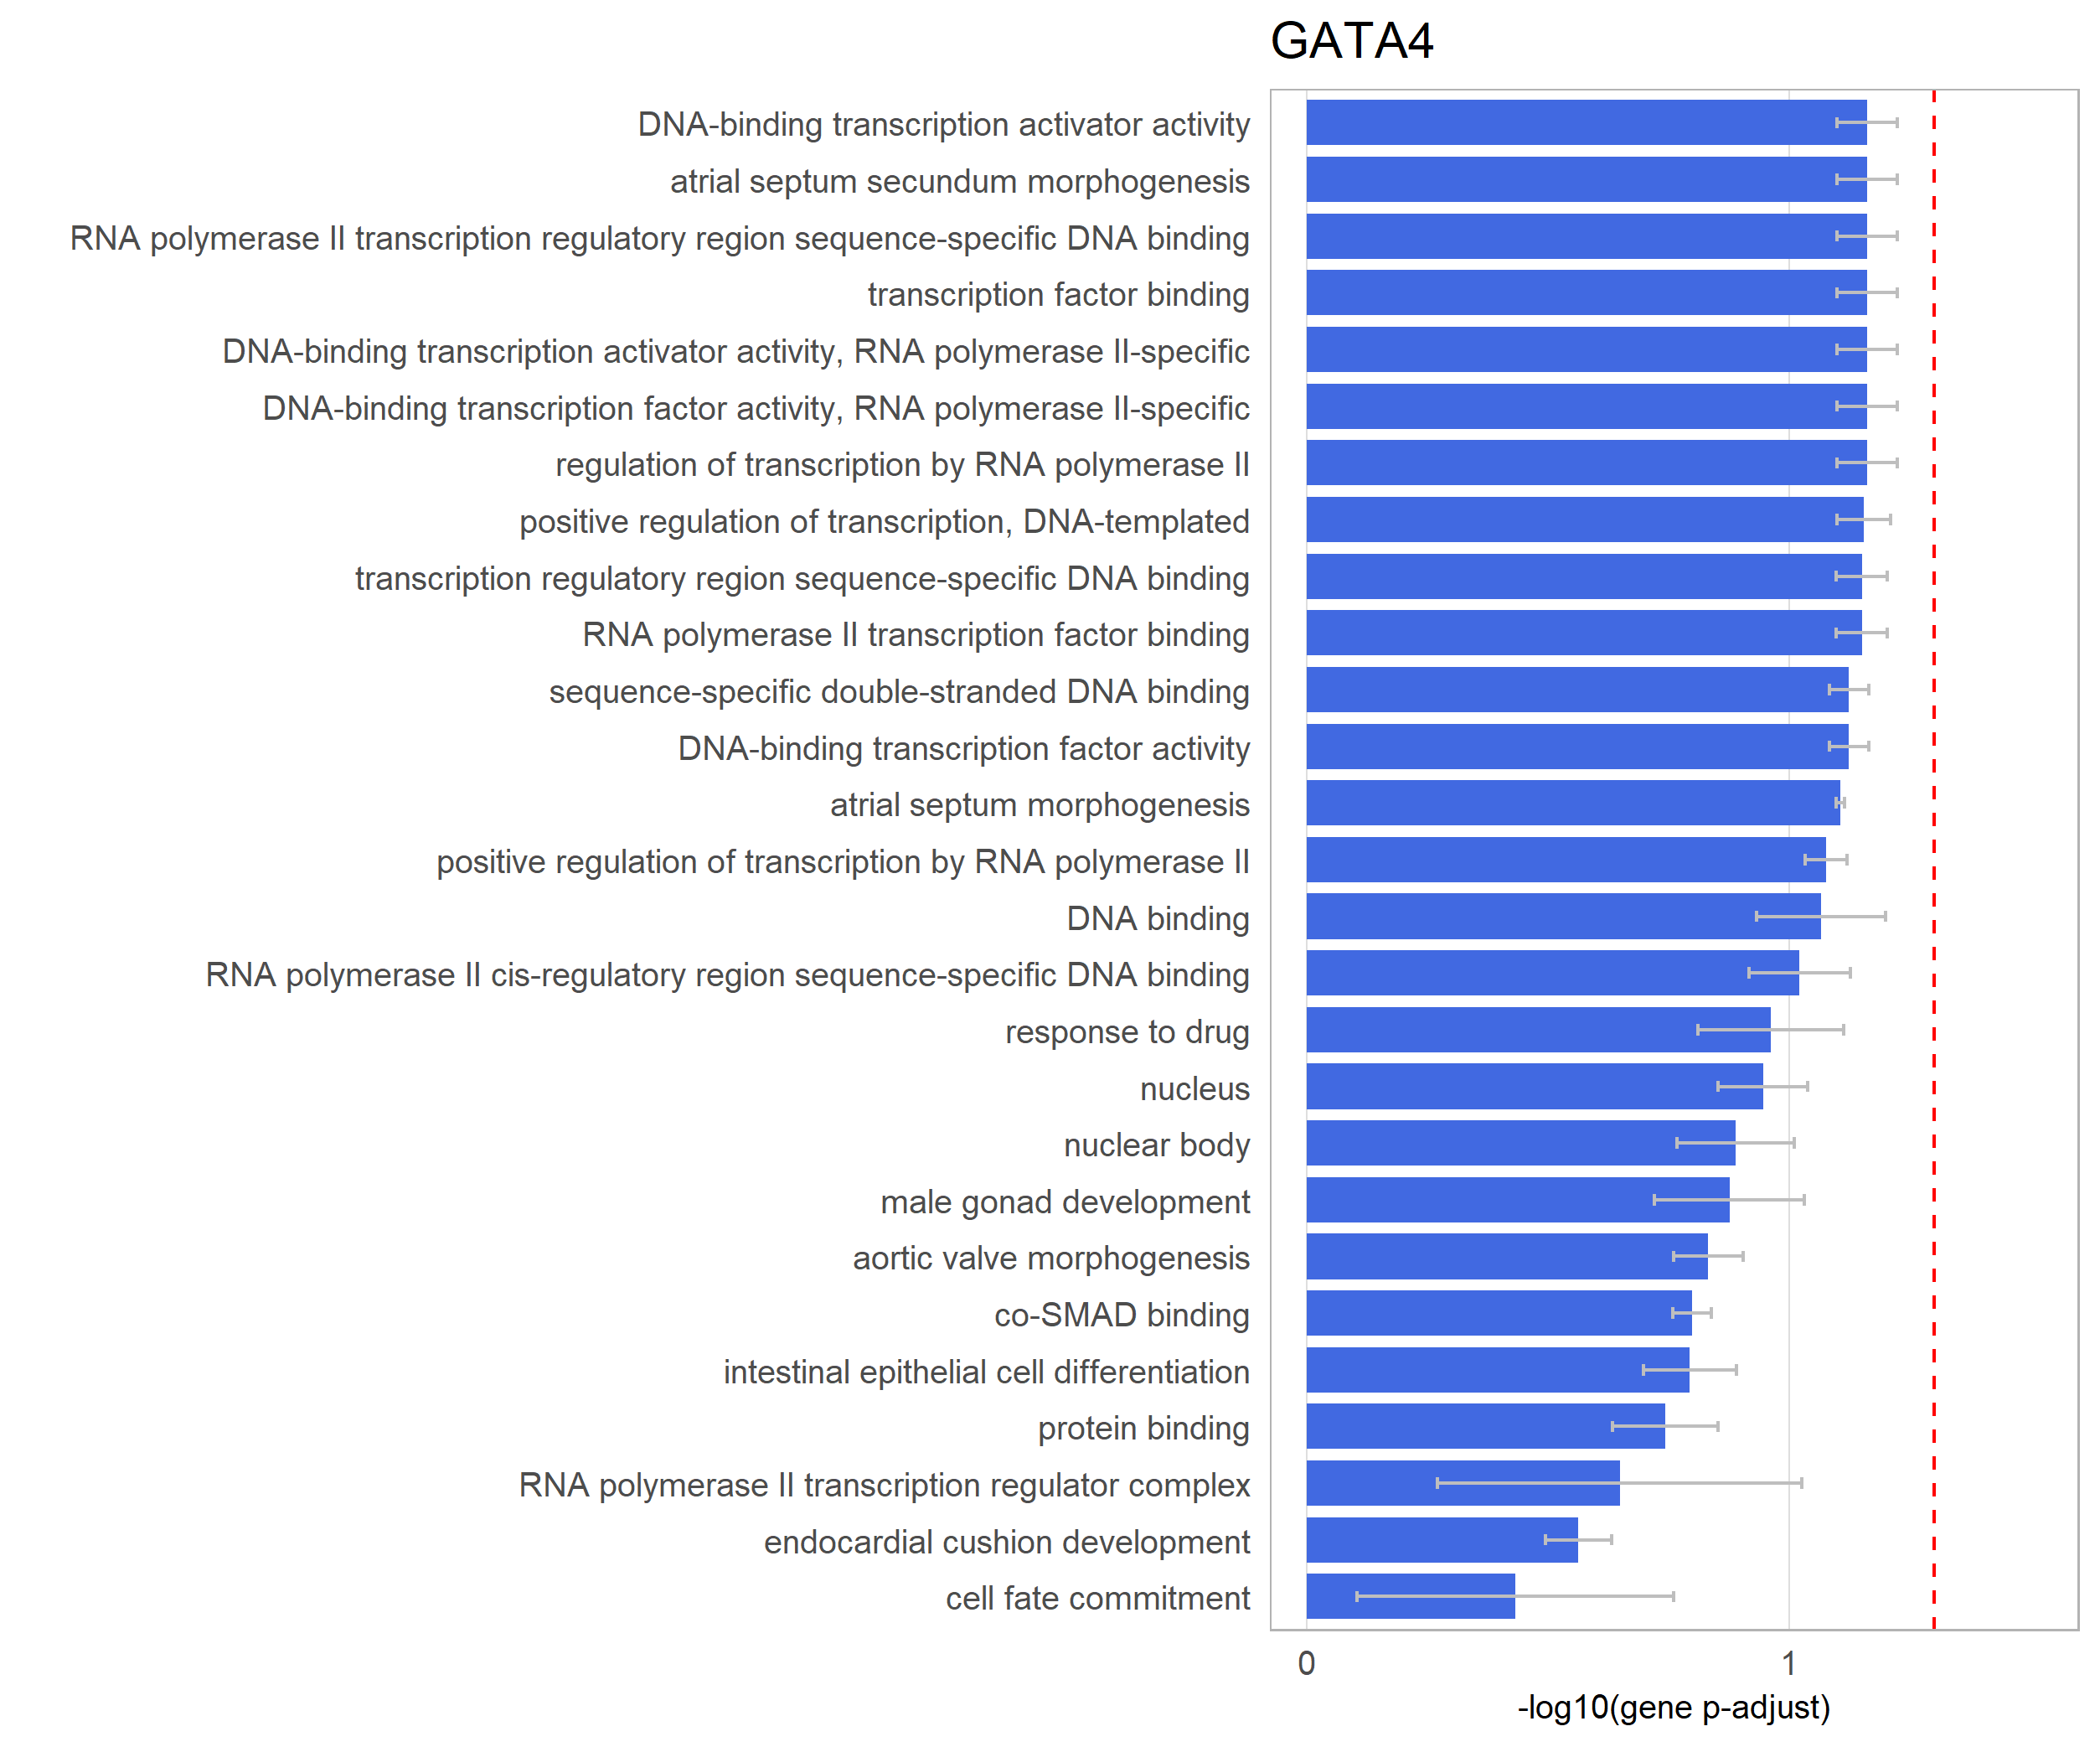 GATA4
DNA-binding transcription activator activity
atrial septum secundum morphogenesis
RNA polymerase II transcription regulatory region sequence-specific DNA binding
transcription factor binding
DNA-binding transcription activator activity, RNA polymerase II-specific
DNA-binding transcription factor activity, RNA polymerase II-specific
regulation of transcription by RNA polymerase II
positive regulation of transcription, DNA-templated
transcription regulatory region sequence-specific DNA binding
RNA polymerase II transcription factor binding
sequence-specific double-stranded DNA binding
DNA-binding transcription factor activity
atrial septum morphogenesis
positive regulation of transcription by RNA polymerase II
DNA binding
RNA polymerase II cis-regulatory region sequence-specific DNA binding
response to drug
nucleus
nuclear body
male gonad development
aortic valve morphogenesis
co-SMAD binding
intestinal epithelial cell differentiation
protein binding
RNA polymerase II transcription regulator complex
endocardial cushion development
cell fate commitment
0 1
-log10(gene p-adjust)